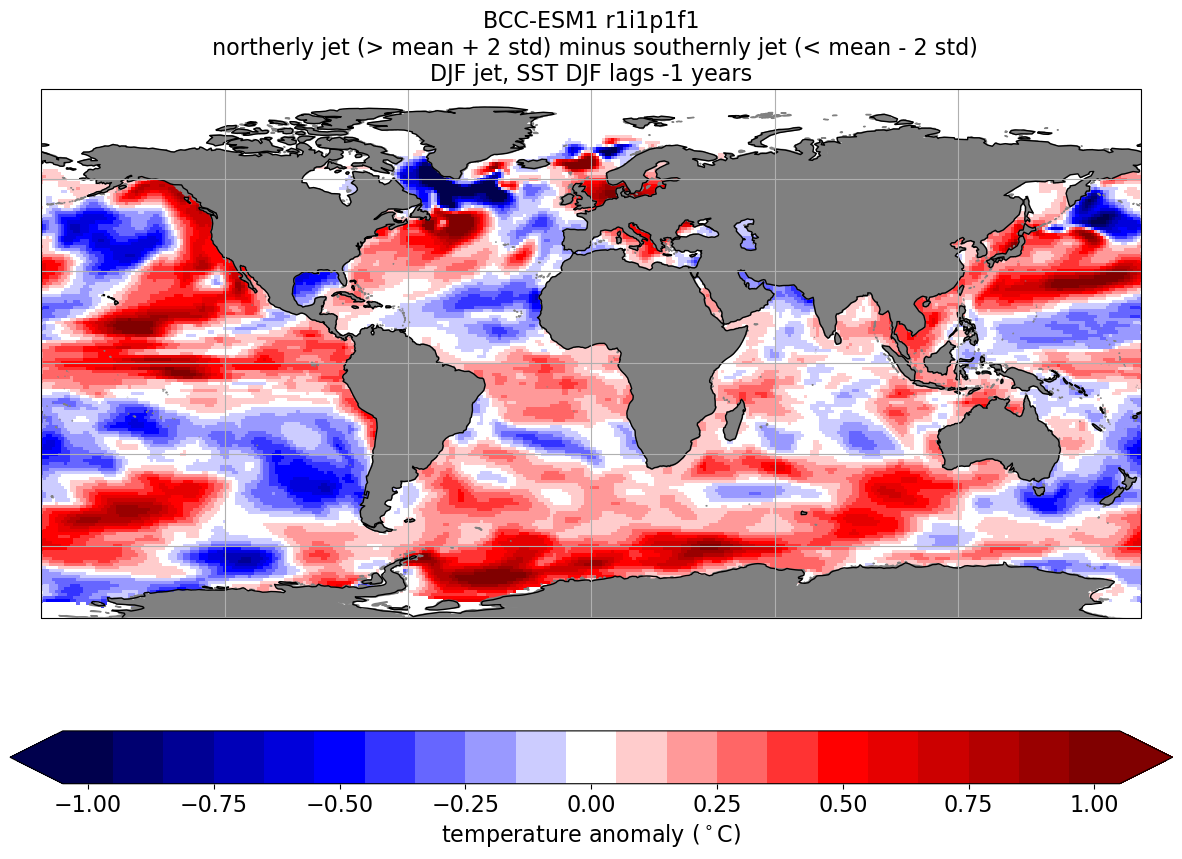 BCC-ESM1 r1i1p1f1
northerly jet (> mean + 2 std) minus southernly jet (< mean - 2 std)
DJF jet, SST DJF lags -1 years
−1.00 −0.75 −0.50 −0.25 0.00 0.25 0.50 0.75 1.00
temperature anomaly (°C)